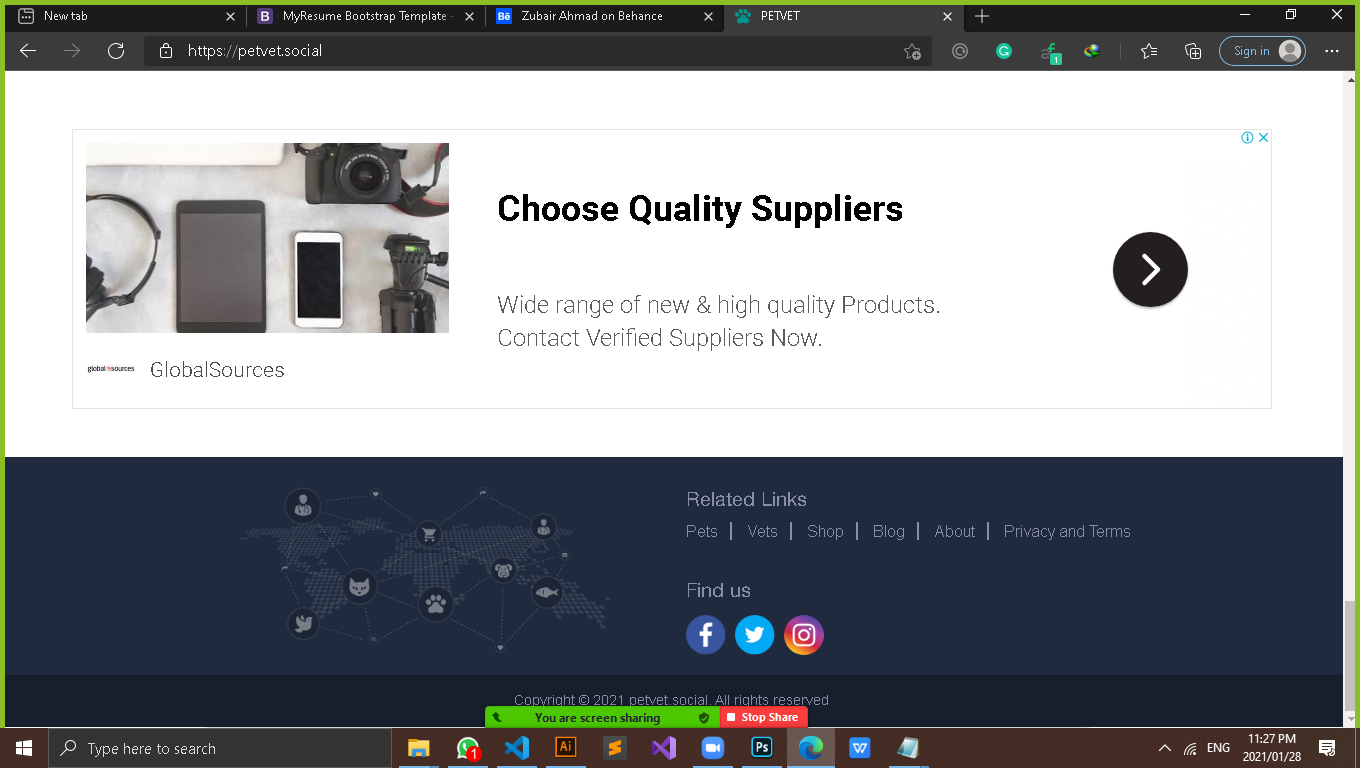 New tab
MyResume Bootstrap Template -
Bē
Zubair Ahmad on Behance
PETVET
https://petvet.social
Sign in
1
Choose Quality Suppliers
Wide range of new & high quality Products.
Contact Verified Suppliers Now.
globalsources
GlobalSources
Related Links
Pets | Vets | Shop | Blog | About | Privacy and Terms
Find us
Copyright © 2021 petvet.social. All rights reserved
You are screen sharing
Stop Share
Type here to search
1
Ai
Ps
W
ENG
11:27 PM
2021/01/28